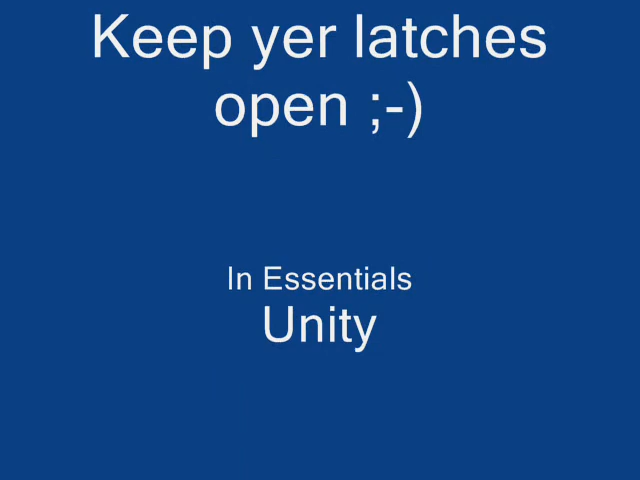 Keep yer latches
open ;-)
In Essentials
Unity